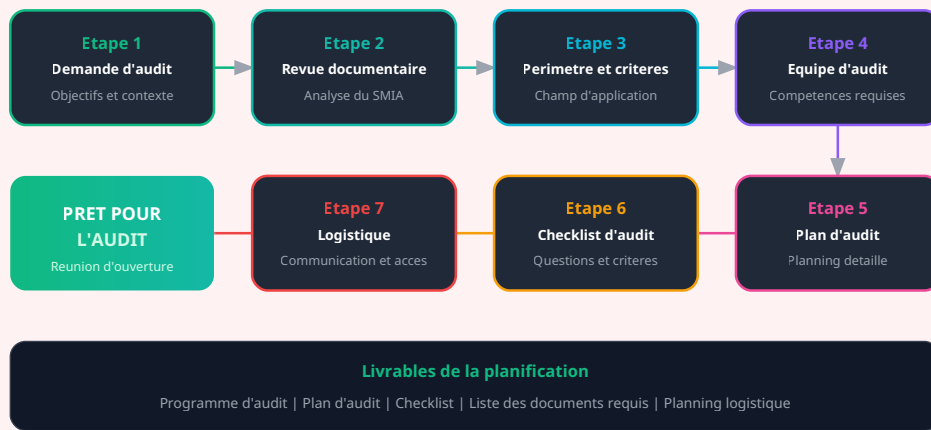 Etape 1
Demande d'audit
Objectifs et contexte
Etape 2
Revue documentaire
Analyse du SMIA
Etape 3
Perimetre et criteres
Champ d'application
Etape 4
Equipe d'audit
Competences requises
Etape 5
Plan d'audit
Planning detaille
Etape 6
Checklist d'audit
Questions et criteres
Etape 7
Logistique
Communication et acces
PRET POUR
L'AUDIT
Reunion d'ouverture
Livrables de la planification
Programme d'audit | Plan d'audit | Checklist | Liste des documents requis | Planning logistique